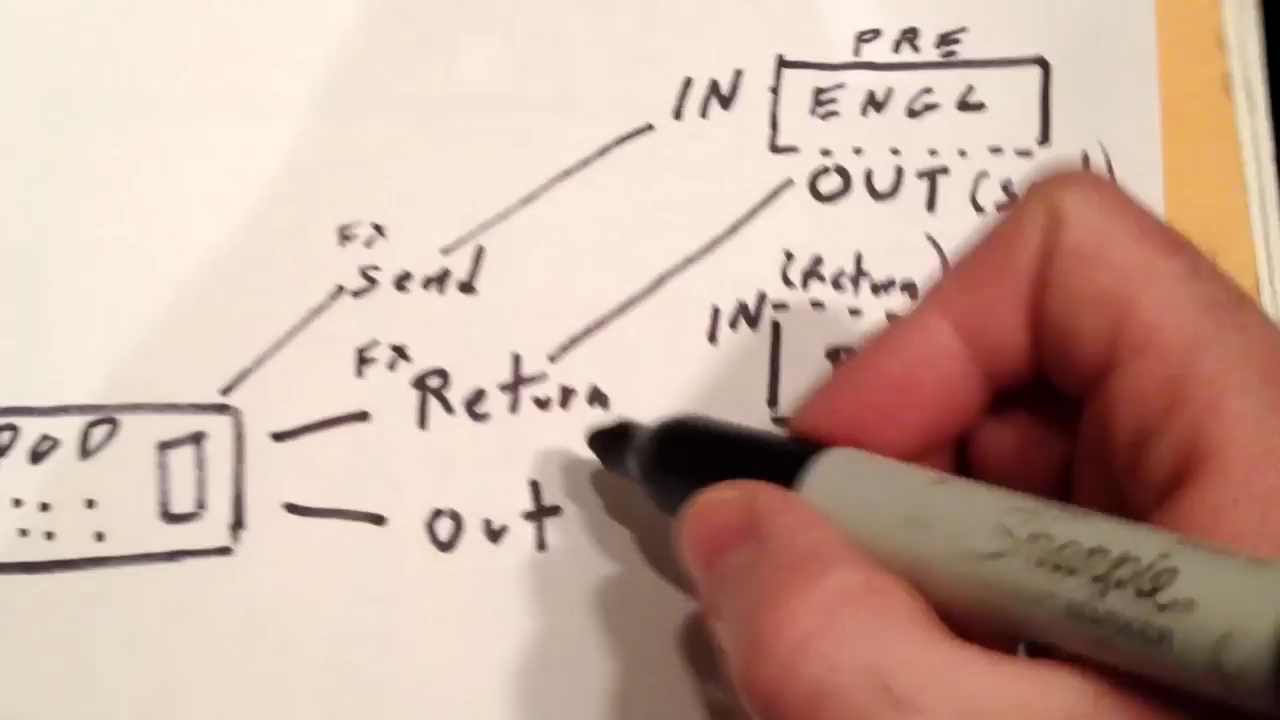 PRE
IN ENGL
OUT
FX
Send
(Return)
IN
FX
Return
out
Sharpie